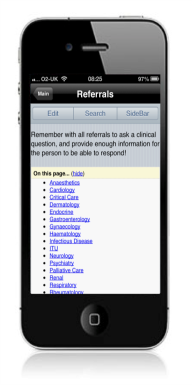 ... O2-UK 08:25 97%
Main Referrals
Edit Search SideBar
Remember with all referrals to ask a clinical
question, and provide enough information for
the person to be able to respond!
On this page... (hide)
• Anaesthetics
• Cardiology
• Critical Care
• Dermatology
• Endocrine
• Gastroenterology
• Gynaecology
• Haematology
• Infectious Disease
• ITU
• Neurology
• Psychiatry
• Palliative Care
• Renal
• Respiratory
• Rheumatology